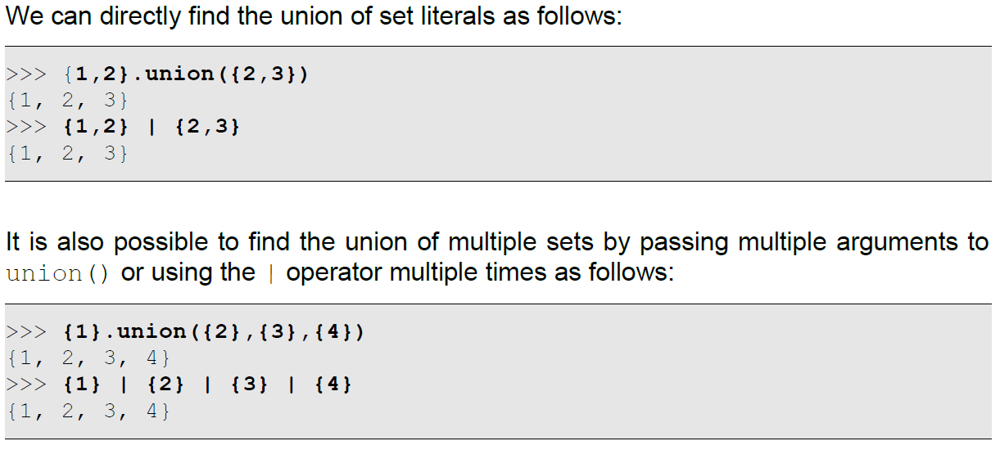 We can directly find the union of set literals as follows:
>>> {1,2}.union({2,3})
{1, 2, 3}
>>> {1,2} | {2,3}
{1, 2, 3}
It is also possible to find the union of multiple sets by passing multiple arguments to
union() or using the | operator multiple times as follows:
>>> {1}.union({2},{3},{4})
{1, 2, 3, 4}
>>> {1} | {2} | {3} | {4}
{1, 2, 3, 4}